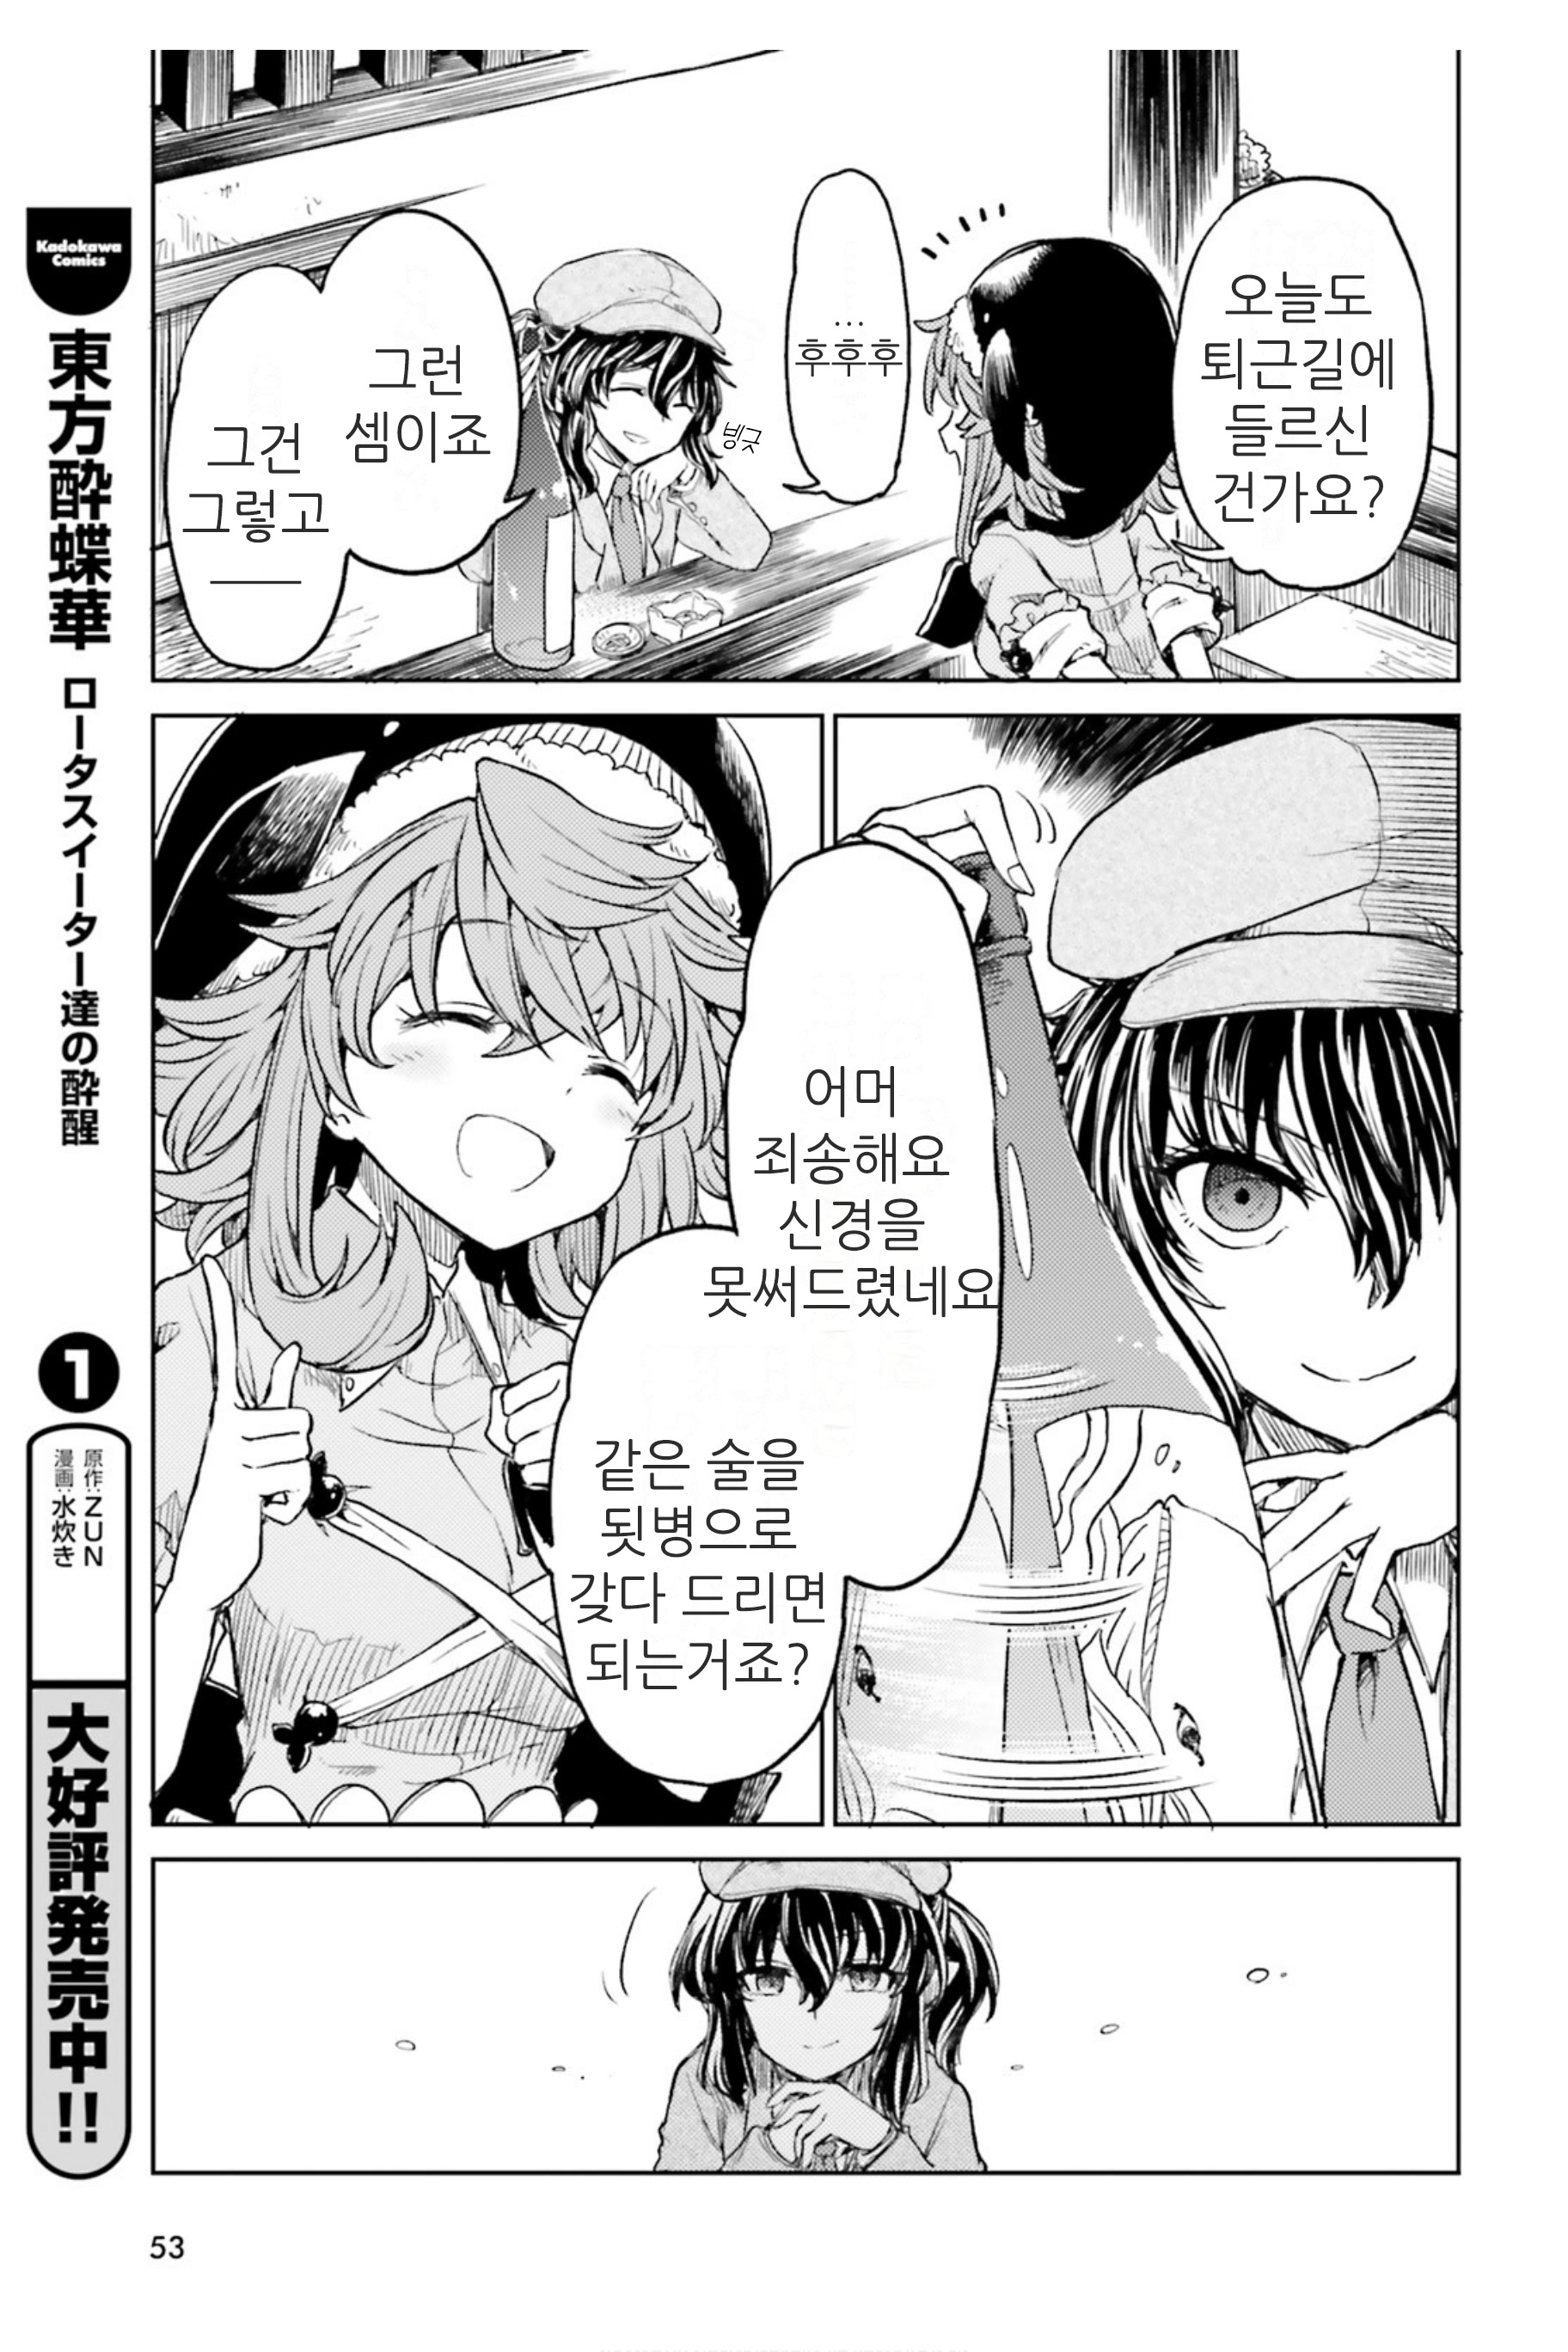 오늘도
퇴근길에
들르신
건가요?
…
후후후
빙긋
그런
셈이죠
그건
그렇고
——
어머
죄송해요
신경을
못써드렸네요
같은 술을
됫병으로
갖다 드리면
되는거죠?
Kadokawa
Comics
東方酔蝶華
ロータスイーター達の酔醒
1
原作:ZUN
漫画:水炊き
大好評発売中!!
53